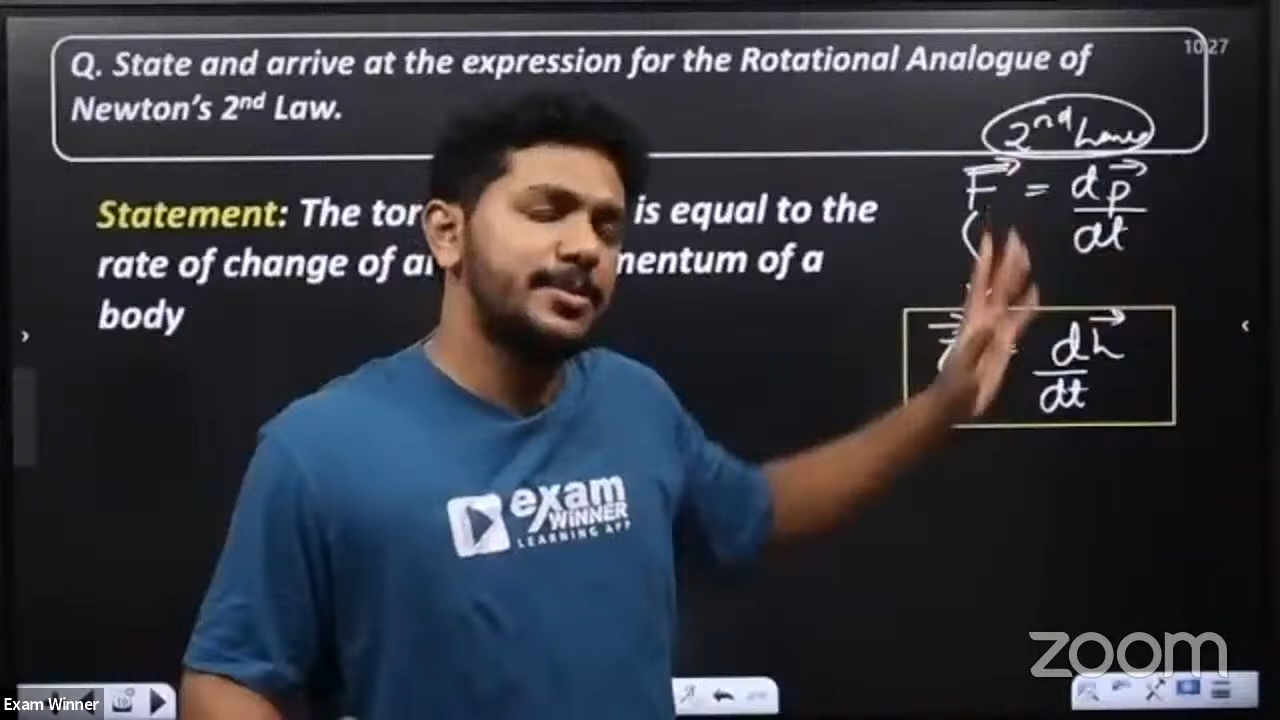 Q. State and arrive at the expression for the Rotational Analogue of
Newton's 2nd Law.
10:27
2nd Law
F = dp
dt
Statement: The tor is equal to the
rate of change of a mentum of a
body
dL
dt
exam
WINNER
LEARNING APP
zoom
Exam Winner